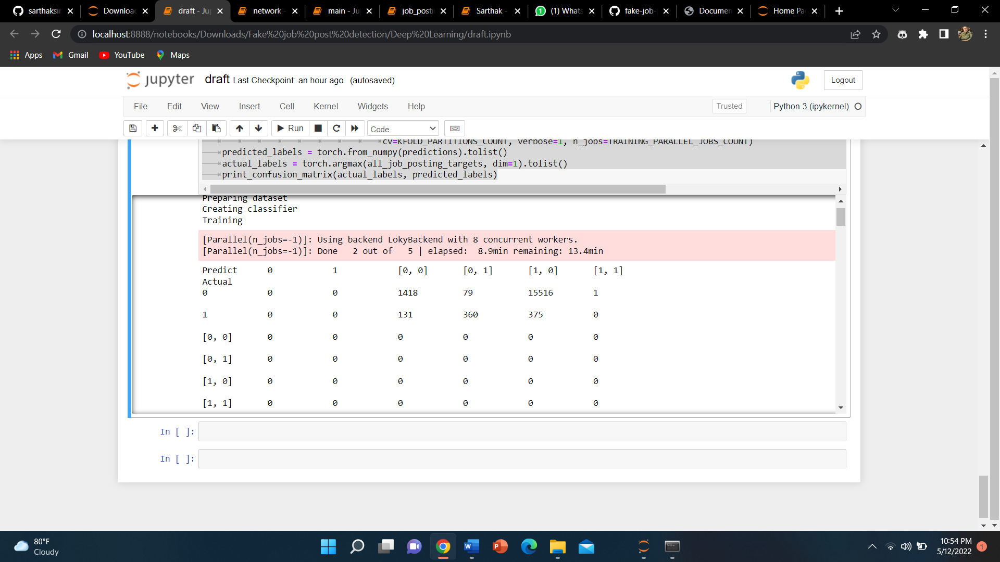 sarthaksin
Downloac
draft - Jup
network -
main - Ju
job_postin
Sarthak -
(1) Whats
fake-job-
Documen
Home Pa
localhost:8888/notebooks/Downloads/Fake%20job%20post%20detection/Deep%20Learning/draft.ipynb
Apps
Gmail
YouTube
Maps
jupyter draft Last Checkpoint: an hour ago (autosaved)
Logout
File Edit View Insert Cell Kernel Widgets Help
Trusted
Python 3 (ipykernel)
Run
Code
cv=KFOLD_PARTITIONS_COUNT, verbose=1, n_jobs=TRAINING_PARALLEL_JOBS_COUNT)
predicted_labels = torch.from_numpy(predictions).tolist()
actual_labels = torch.argmax(all_job_posting_targets, dim=1).tolist()
print_confusion_matrix(actual_labels, predicted_labels)
Preparing dataset
Creating classifier
Training
[Parallel(n_jobs=-1)]: Using backend LokyBackend with 8 concurrent workers.
[Parallel(n_jobs=-1)]: Done   2 out of   5 | elapsed:  8.9min remaining: 13.4min
Predict 0 1 [0, 0] [0, 1] [1, 0] [1, 1]
Actual
0 0 0 1418 79 15516 1
1 0 0 131 360 375 0
[0, 0] 0 0 0 0 0 0
[0, 1] 0 0 0 0 0 0
[1, 0] 0 0 0 0 0 0
[1, 1] 0 0 0 0 0 0
In [ ]:
In [ ]:
80°F
Cloudy
10:54 PM
5/12/2022
1